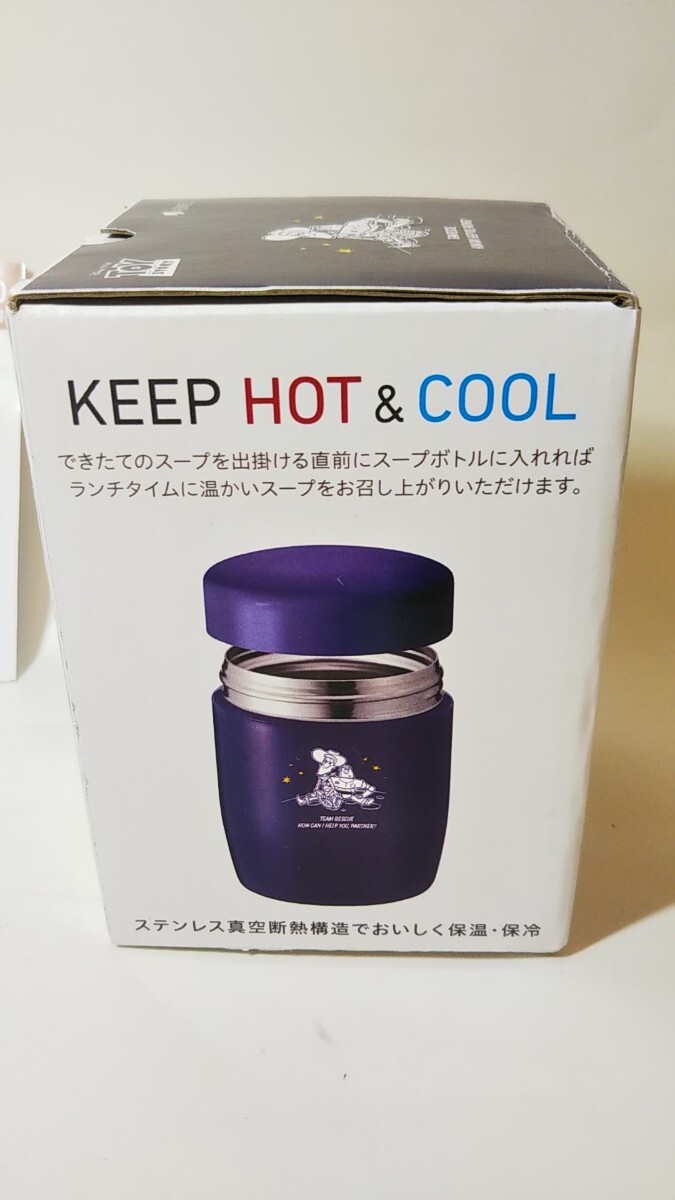 TOY
STORY
KEEP HOT & COOL
できたてのスープを出掛ける直前にスープボトルに入れれば
ランチタイムに温かいスープをお召し上がりいただけます。
TEAM RESCUE
HOW CAN I HELP YOU, PARTNER!?
ステンレス真空断熱構造でおいしく保温・保冷